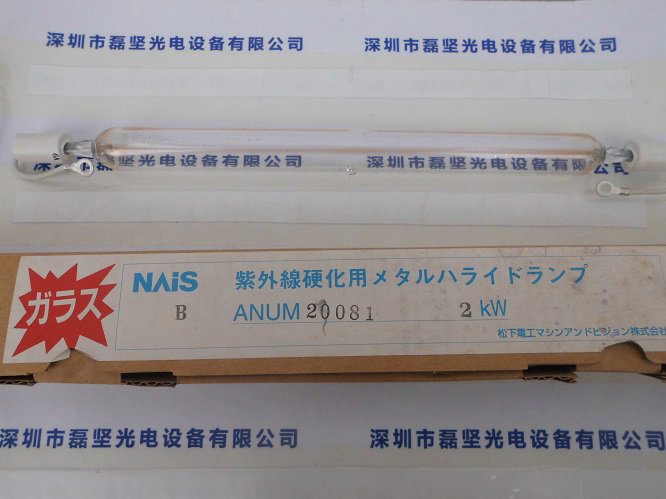 深圳市磊坚光电设备有限公司 深圳市磊坚光电设备有限公司
深圳市磊坚光电设备有限公司 深圳市磊坚光电设备有限公司
ガラス
NAiS 紫外線硬化用メタルハライドランプ
B ANUM 20081 2 kW
松下電工マシンアンドビジョン株式会社
深圳市磊坚光电设备有限公司 深圳市磊坚光电设备有限公司